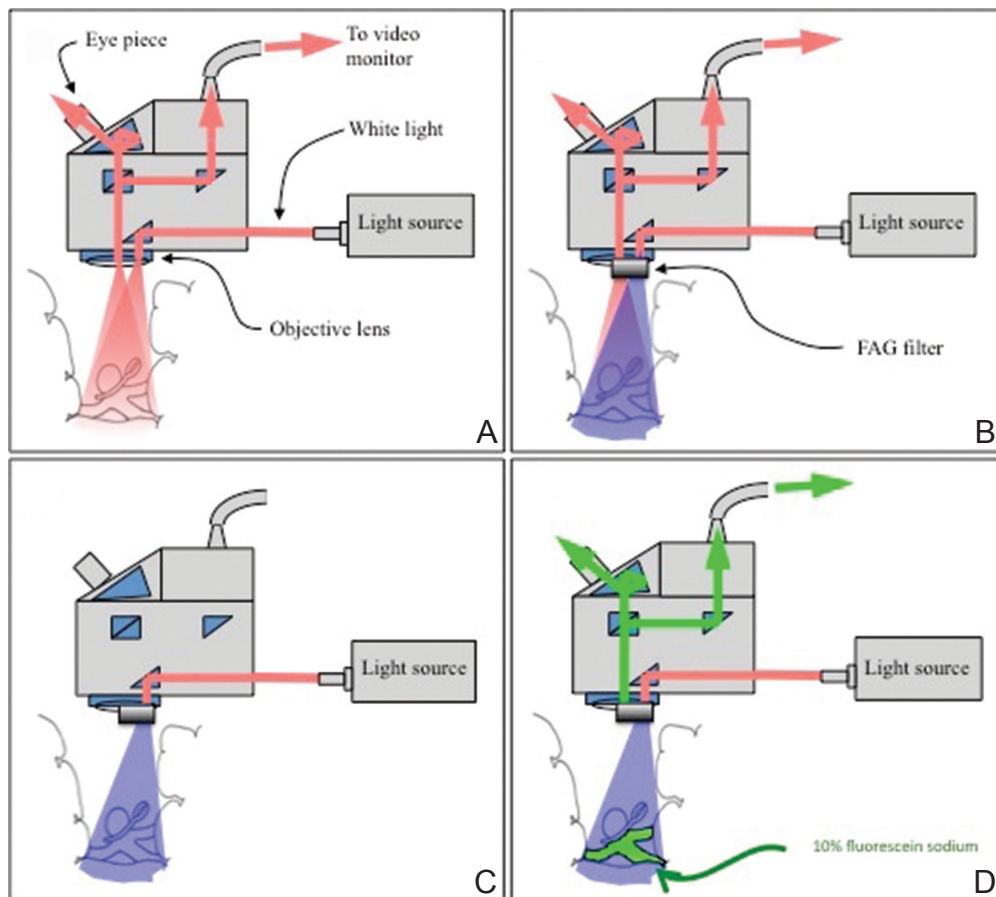 Eye piece
To video
monitor
White light
Light source
Objective lens
A
Light source
FAG filter
B
Light source
C
Light source
10% fluorescein sodium
D